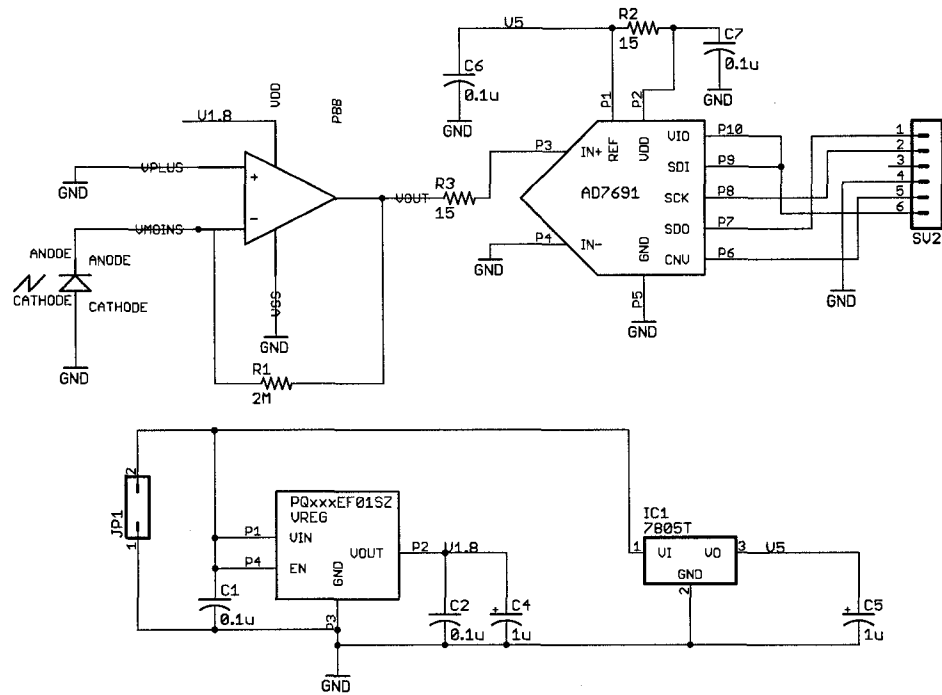 R2
V5
15
C7
C6
0.1u
0.1u
GND
GND
P1
P2
VDD
PBB
V1.8
VPLUS
GND
+
-
VMOINS
VOUT
R3
15
P3
IN+
REF
VDD
VIO
P10
SDI
P9
AD7691
SCK
P8
SDO
P7
CNV
P6
P4
IN-
GND
GND
P5
GND
1
2
3
4
5
6
SV2
GND
ANODE
ANODE
CATHODE
CATHODE
GND
VSS
GND
R1
2M
JP1
2
1
PQxxxEF01SZ
VREG
P1
VIN
P4
EN
VOUT
GND
P3
P2
V1.8
C1
0.1u
C2
0.1u
+
C4
1u
IC1
7805T
1
VI
VO
3
V5
GND
2
+
C5
1u
GND